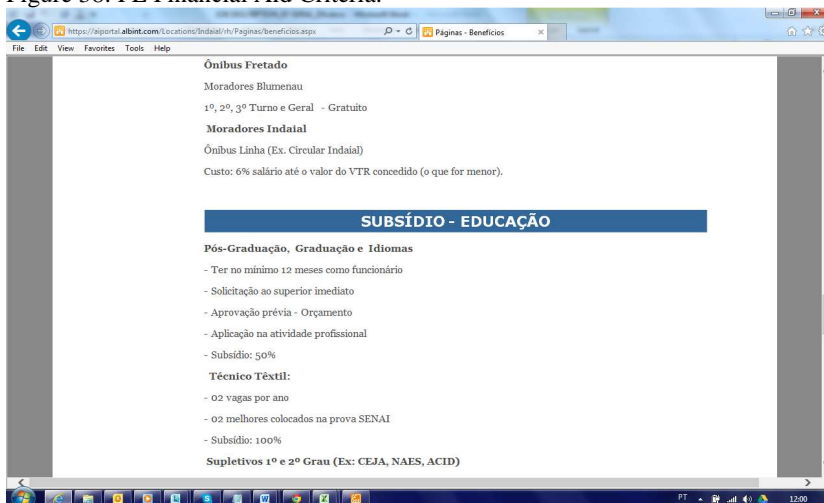 Figure 38: PE Financial Aid Criteria.
https://aiportal.albint.com/Locations/Indaial/rh/Paginas/beneficios.aspx
Páginas - Benefícios
File Edit View Favorites Tools Help
Ônibus Fretado
Moradores Blumenau
1º, 2º, 3º Turno e Geral - Gratuito
Moradores Indaial
Ônibus Linha (Ex. Circular Indaial)
Custo: 6% salário até o valor do VTR concedido (o que for menor).
SUBSÍDIO - EDUCAÇÃO
Pós-Graduação, Graduação e Idiomas
- Ter no mínimo 12 meses como funcionário
- Solicitação ao superior imediato
- Aprovação prévia - Orçamento
- Aplicação na atividade profissional
- Subsídio: 50%
Técnico Têxtil:
- 02 vagas por ano
- 02 melhores colocados na prova SENAI
- Subsídio: 100%
Supletivos 1º e 2º Grau (Ex: CEJA, NAES, ACID)
PT
12:00